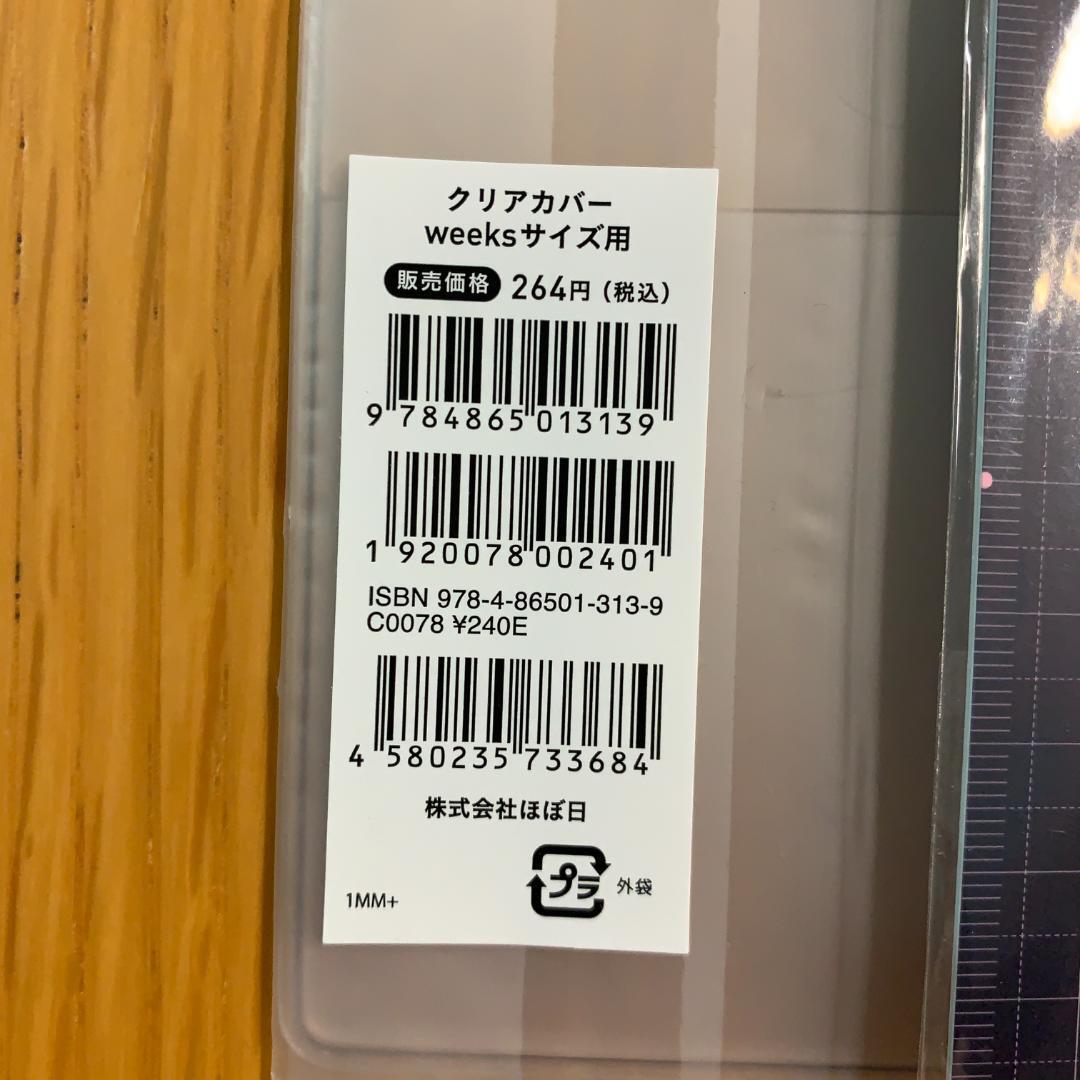 クリアカバー
weeksサイズ用
販売価格 264円(税込)
9 784865 013139
1 920078 002401
ISBN 978-4-86501-313-9
C0078 ¥240E
4 580235 733684
株式会社ほぼ日
プラ 外袋
1MM+